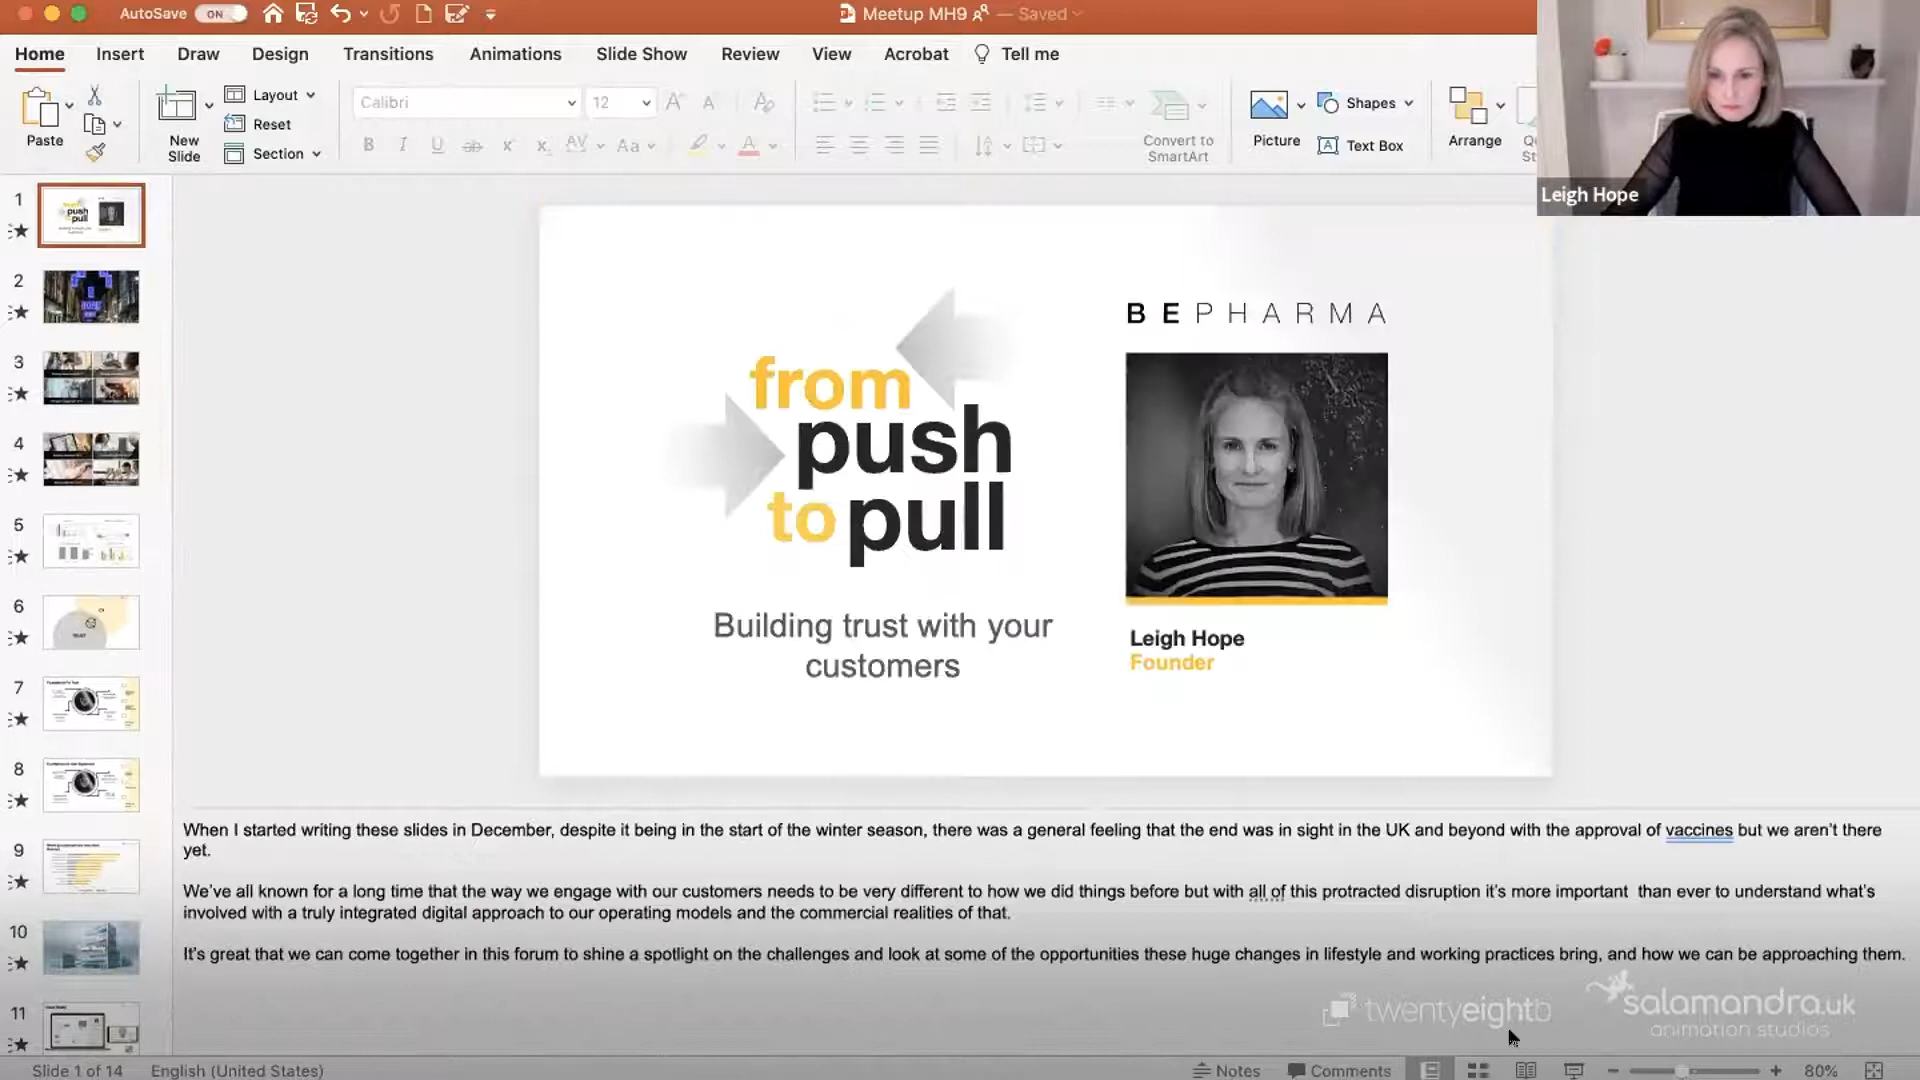 AutoSave ON
Meetup MH9 — Saved
Home Insert Draw Design Transitions Animations Slide Show Review View Acrobat Tell me
Paste
New
Slide
Layout
Reset
Section
Calibri 12
Convert to
SmartArt
Picture
Shapes
Text Box
Arrange
Leigh Hope
1
2
3
4
5
6
7
8
9
10
11
from
push
to pull
Building trust with your
customers
BEPHARMA
Leigh Hope
Founder
When I started writing these slides in December, despite it being in the start of the winter season, there was a general feeling that the end was in sight in the UK and beyond with the approval of vaccines but we aren't there
yet.
We've all known for a long time that the way we engage with our customers needs to be very different to how we did things before but with all of this protracted disruption it's more important than ever to understand what's
involved with a truly integrated digital approach to our operating models and the commercial realities of that.
It's great that we can come together in this forum to shine a spotlight on the challenges and look at some of the opportunities these huge changes in lifestyle and working practices bring, and how we can be approaching them.
twentyeightb
salamandra.uk
animation studios
Slide 1 of 14 English (United States) Notes Comments 80%